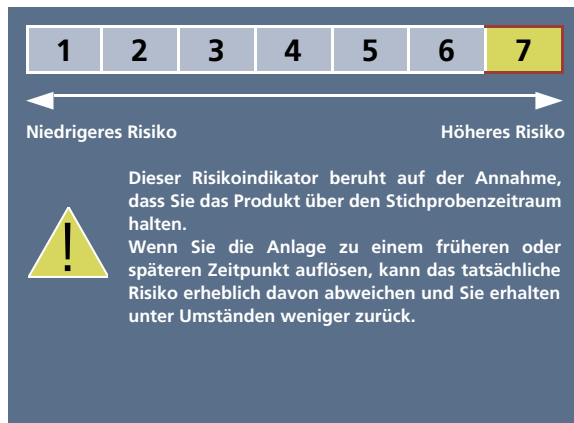 1 2 3 4 5 6 7
Niedrigeres Risiko Höheres Risiko
Dieser Risikoindikator beruht auf der Annahme,
dass Sie das Produkt über den Stichprobenzeitraum
halten.
Wenn Sie die Anlage zu einem früheren oder
späteren Zeitpunkt auflösen, kann das tatsächliche
Risiko erheblich davon abweichen und Sie erhalten
unter Umständen weniger zurück.
!